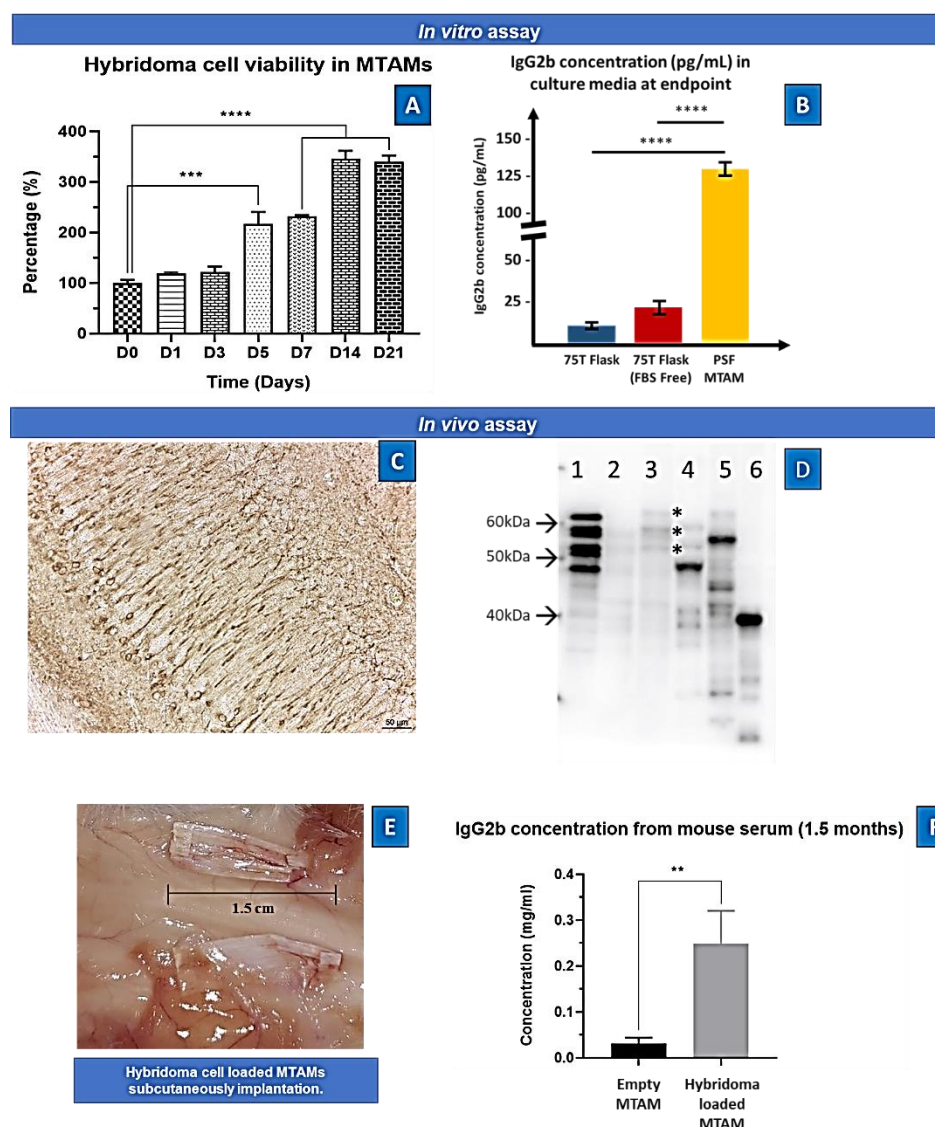 In vitro assay
Hybridoma cell viability in MTAMs
A
Percentage (%)
400
300
200
100
0
****
***
D0 D1 D3 D5 D7 D14 D21
Time (Days)
IgG2b concentration (pg/mL) in
culture media at endpoint
B
IgG2b concentration (pg/mL)
150
125
100
50
25
****
****
75T Flask
75T Flask
(FBS Free)
PSF
MTAM
In vivo assay
C
50 µm
D
1 2 3 4 5 6
60kDa
50kDa
40kDa
*
*
*
E
1.5 cm
Hybridoma cell loaded MTAMs
subcutaneously implantation.
F
IgG2b concentration from mouse serum (1.5 months)
Concentration (mg/ml)
0.4
0.3
0.2
0.1
0.0
**
Empty
MTAM
Hybridoma
loaded
MTAM